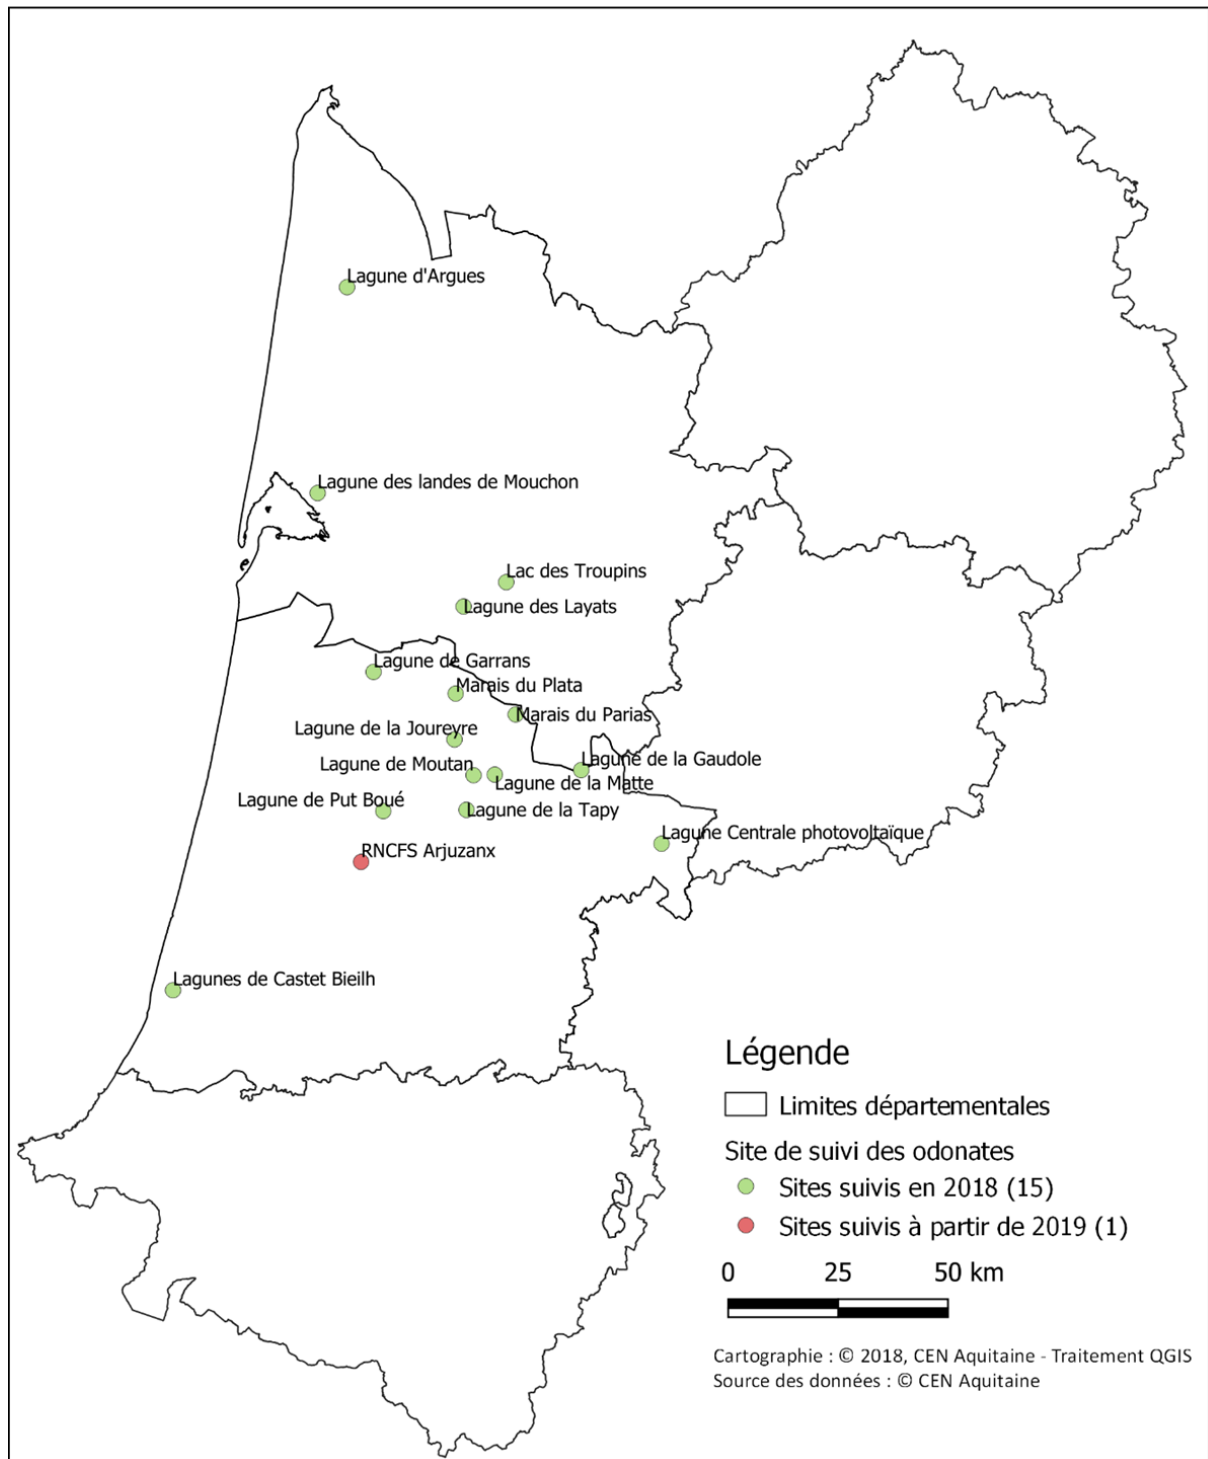 Lagune d'Argues
Lagune des landes de Mouchon
Lac des Troupins
Lagune des Layats
Lagune de Garrans
Marais du Plata
Marais du Parias
Lagune de la Joureyre
Lagune de la Gaudole
Lagune de Moutan
Lagune de la Matte
Lagune de Put Boué
Lagune de la Tapy
Lagune Centrale photovoltaïque
RNCFS Arjuzanx
Lagunes de Castet Bieilh
Légende
Limites départementales
Site de suivi des odonates
Sites suivis en 2018 (15)
Sites suivis à partir de 2019 (1)
0 25 50 km
Cartographie : © 2018, CEN Aquitaine - Traitement QGIS
Source des données : © CEN Aquitaine